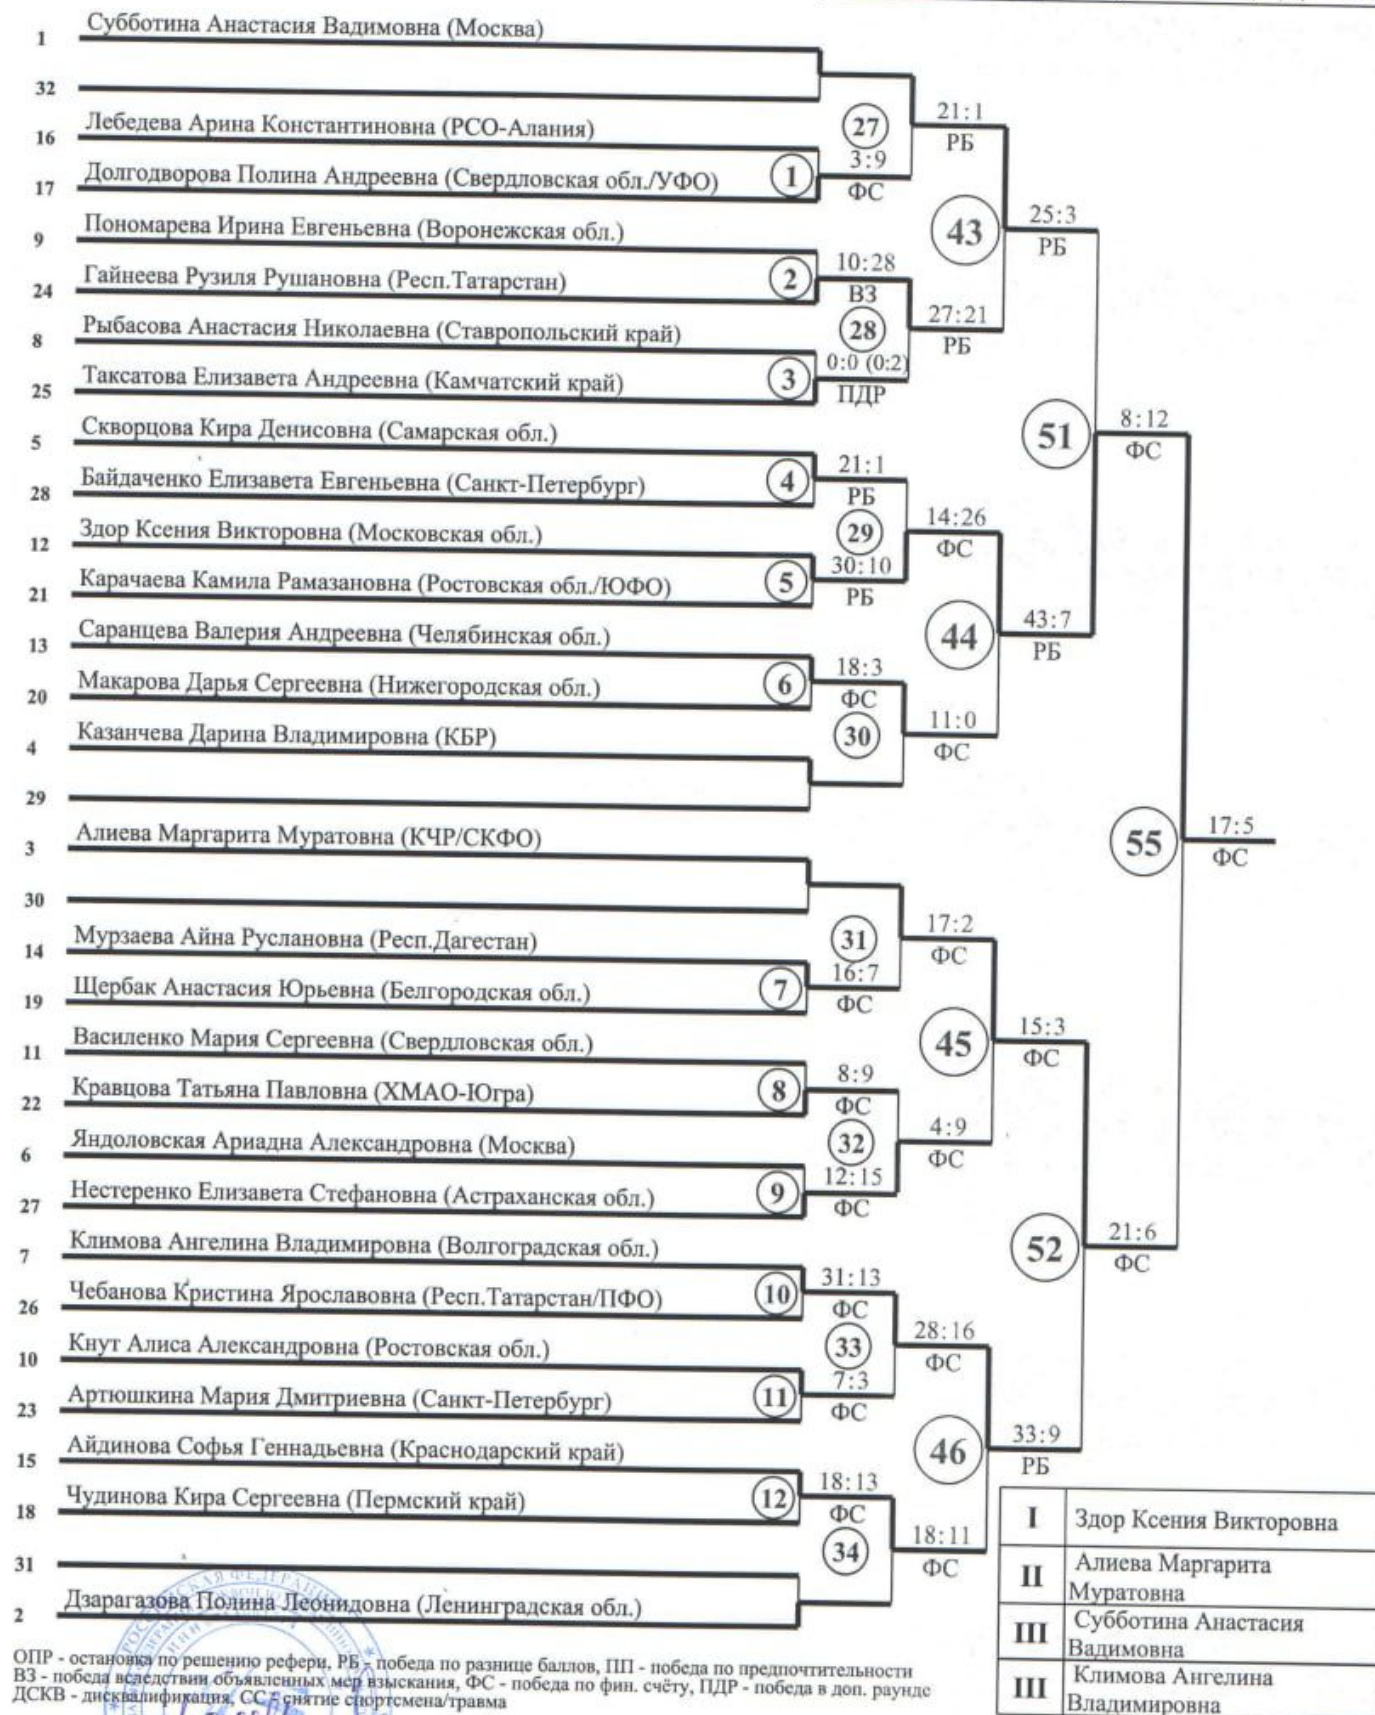 1 Субботина Анастасия Вадимовна (Москва)
32
16 Лебедева Арина Константиновна (РСО-Алания)
17 Долгодворова Полина Андреевна (Свердловская обл./УФО)
9 Пономарева Ирина Евгеньевна (Воронежская обл.)
24 Гайнеева Рузиля Рушановна (Респ.Татарстан)
8 Рыбасова Анастасия Николаевна (Ставропольский край)
25 Таксатова Елизавета Андреевна (Камчатский край)
5 Скворцова Кира Денисовна (Самарская обл.)
28 Байдаченко Елизавета Евгеньевна (Санкт-Петербург)
12 Здор Ксения Викторовна (Московская обл.)
21 Карачаева Камила Рамазановна (Ростовская обл./ЮФО)
13 Саранцева Валерия Андреевна (Челябинская обл.)
20 Макарова Дарья Сергеевна (Нижегородская обл.)
4 Казанчева Дарина Владимировна (КБР)
29
3 Алиева Маргарита Муратовна (КЧР/СКФО)
30
14 Мурзаева Айна Руслановна (Респ.Дагестан)
19 Щербак Анастасия Юрьевна (Белгородская обл.)
11 Василенко Мария Сергеевна (Свердловская обл.)
22 Кравцова Татьяна Павловна (ХМАО-Югра)
6 Яндоловская Ариадна Александровна (Москва)
27 Нестеренко Елизавета Стефановна (Астраханская обл.)
7 Климова Ангелина Владимировна (Волгоградская обл.)
26 Чебанова Кристина Ярославовна (Респ.Татарстан/ПФО)
10 Кнут Алиса Александровна (Ростовская обл.)
23 Артюшкина Мария Дмитриевна (Санкт-Петербург)
15 Айдинова Софья Геннадьевна (Краснодарский край)
18 Чудинова Кира Сергеевна (Пермский край)
31
2 Дзарагазова Полина Леонидовна (Ленинградская обл.)
1
3:9
ФС
2
10:28
ВЗ
3
0:0 (0:2)
ПДР
4
21:1
РБ
5
30:10
РБ
6
18:3
ФС
7
16:7
ФС
8
8:9
ФС
9
12:15
ФС
10
31:13
ФС
11
7:3
ФС
12
18:13
ФС
27
21:1
РБ
28
27:21
РБ
29
14:26
ФС
30
11:0
ФС
31
17:2
ФС
32
4:9
ФС
33
28:16
ФС
34
18:11
ФС
43
25:3
РБ
44
43:7
РБ
45
15:3
ФС
46
33:9
РБ
51
8:12
ФС
52
21:6
ФС
55
17:5
ФС
I Здор Ксения Викторовна
II Алиева Маргарита
Муратовна
III Субботина Анастасия
Вадимовна
III Климова Ангелина
Владимировна
ОПР - остановка по решению рефери, РБ - победа по разнице баллов, ПП - победа по предпочтительности
ВЗ - победа вследствии объявленных мер взыскания, ФС - победа по фин. счёту, ПДР - победа в доп. раунде
ДСКВ - дисквалификация, СС - снятие спортсмена/травма